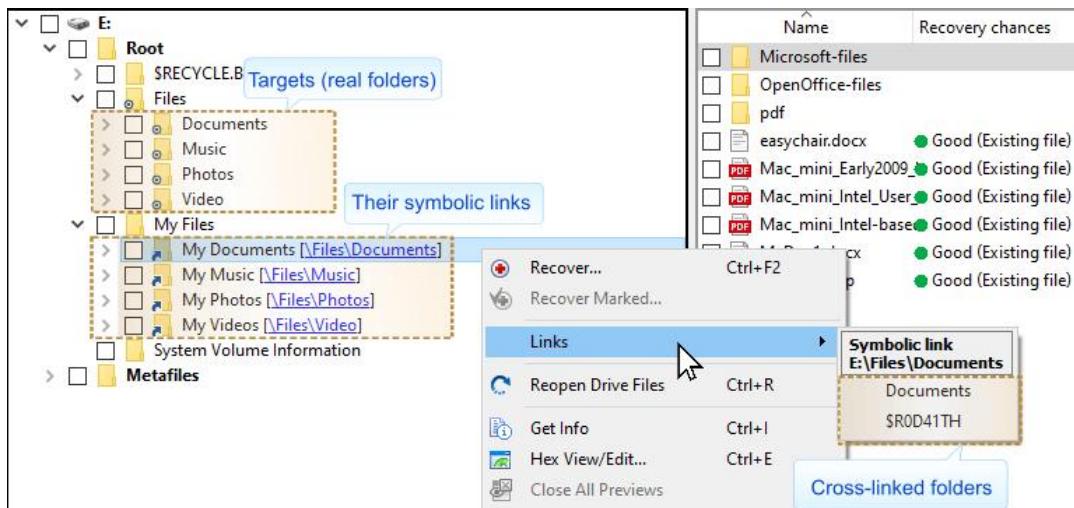 E:
Root
$RECYCLE.B
Targets (real folders)
Files
Documents
Music
Photos
Video
Their symbolic links
My Files
My Documents [\Files\Documents]
My Music [\Files\Music]
My Photos [\Files\Photos]
My Videos [\Files\Video]
System Volume Information
Metafiles
Name Recovery chances
Microsoft-files
OpenOffice-files
pdf
easychair.docx Good (Existing file)
PDF Mac_mini_Early2009_ Good (Existing file)
PDF Mac_mini_Intel_User_ Good (Existing file)
PDF Mac_mini_Intel-based Good (Existing file)
cx Good (Existing file)
p Good (Existing file)
Recover... Ctrl+F2
Recover Marked...
Links
Reopen Drive Files Ctrl+R
Get Info Ctrl+I
Hex View/Edit... Ctrl+E
Close All Previews
Symbolic link
E:\Files\Documents
Documents
$R0D41TH
Cross-linked folders